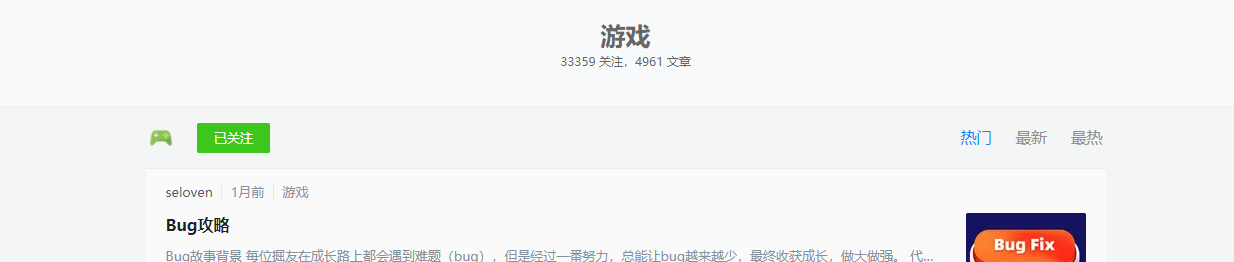 游戏
33359 关注，4961 文章
已关注
热门 最新 最热
seloven 1月前 游戏
Bug攻略
Bug故事背景 每位掘友在成长路上都会遇到难题（bug），但是经过一番努力，总能让bug越来越少，最终收获成长，做大做强。 代...
Bug Fix